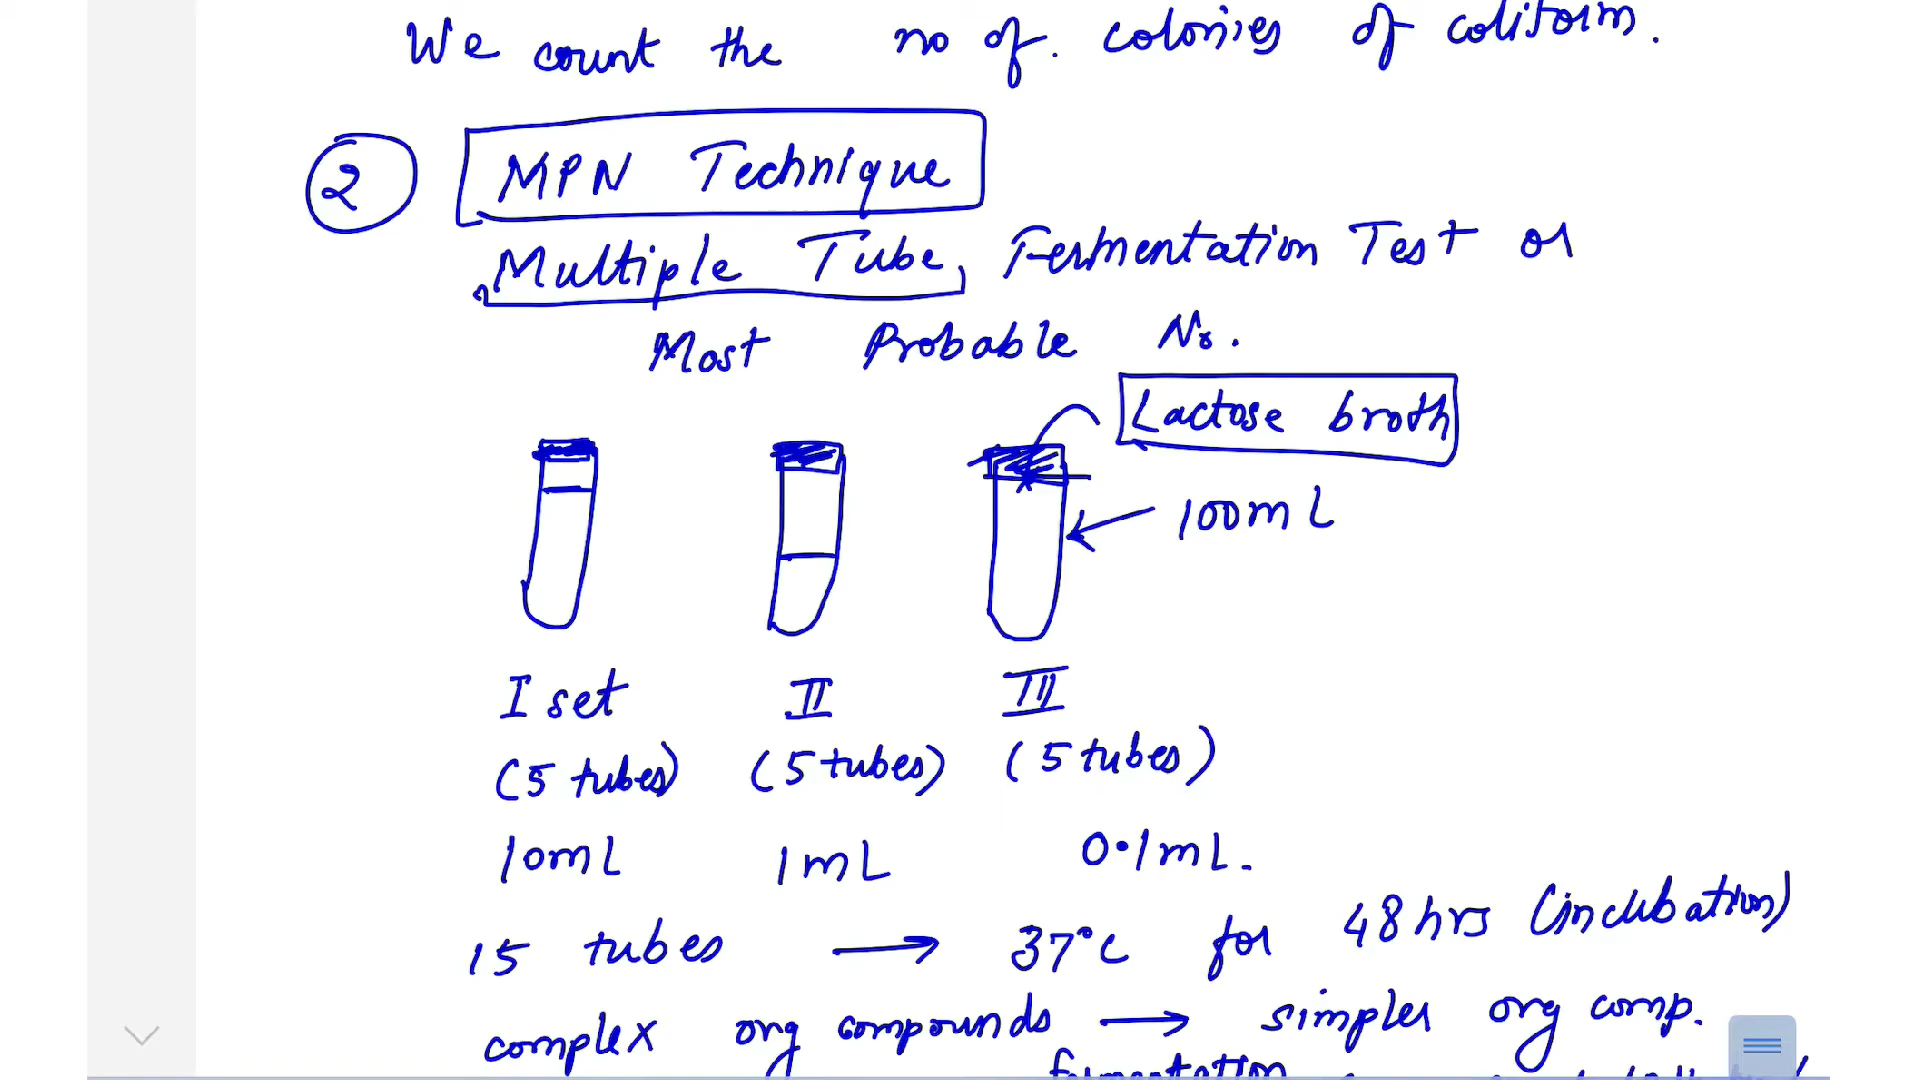 We count the no of. colonies of coliform.
2 MPN Technique
Multiple Tube, Fermentation Test or
Most Probable No.
Lactose broth
100mL
I set II III
(5 tubes) (5 tubes) (5 tubes)
10mL 1mL 0.1mL.
15 tubes → 37°C for 48hrs (incubation)
complex org compounds → simpler org comp.
fermentation